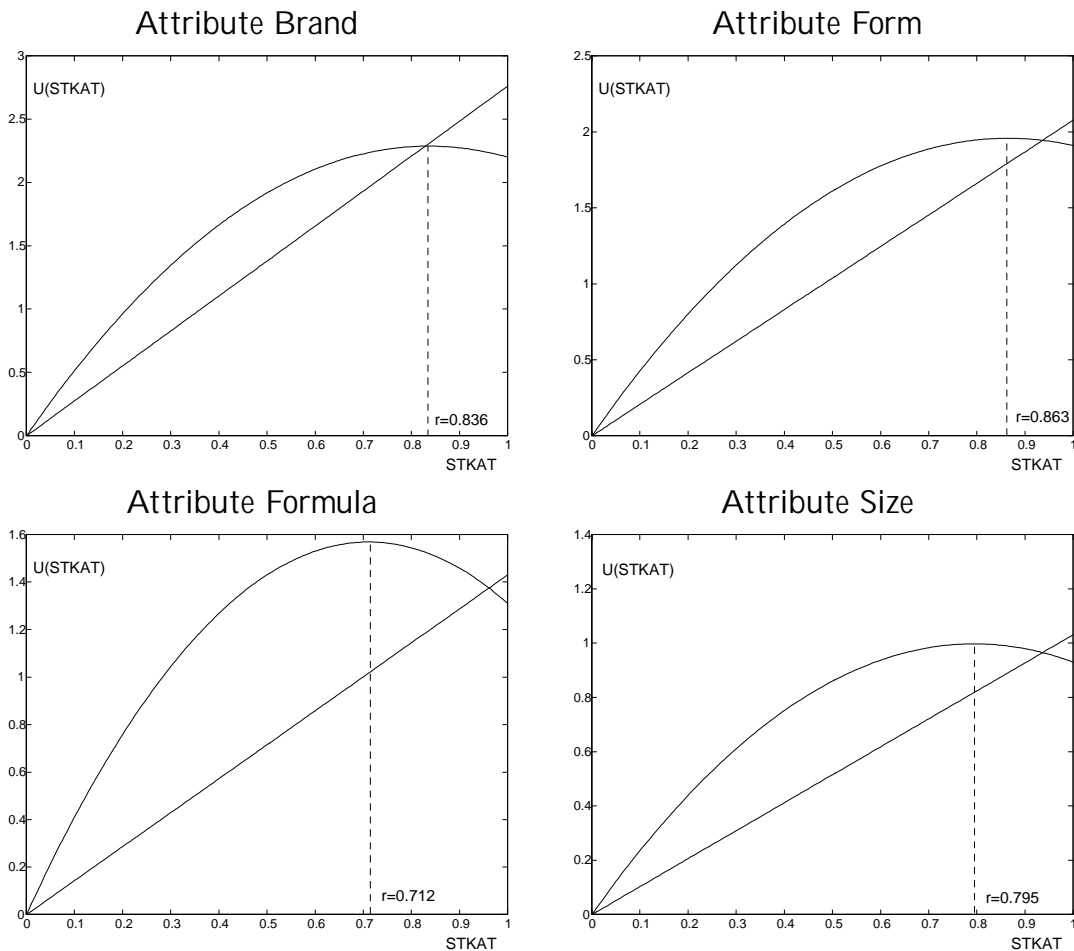 Attribute Brand
U(STKAT)
3
2.5
2
1.5
1
0.5
0
r=0.836
0 0.1 0.2 0.3 0.4 0.5 0.6 0.7 0.8 0.9 1
STKAT
Attribute Form
U(STKAT)
2.5
2
1.5
1
0.5
0
r=0.863
0 0.1 0.2 0.3 0.4 0.5 0.6 0.7 0.8 0.9 1
STKAT
Attribute Formula
U(STKAT)
1.6
1.4
1.2
1
0.8
0.6
0.4
0.2
0
r=0.712
0 0.1 0.2 0.3 0.4 0.5 0.6 0.7 0.8 0.9 1
STKAT
Attribute Size
U(STKAT)
1.4
1.2
1
0.8
0.6
0.4
0.2
0
r=0.795
0 0.1 0.2 0.3 0.4 0.5 0.6 0.7 0.8 0.9 1
STKAT